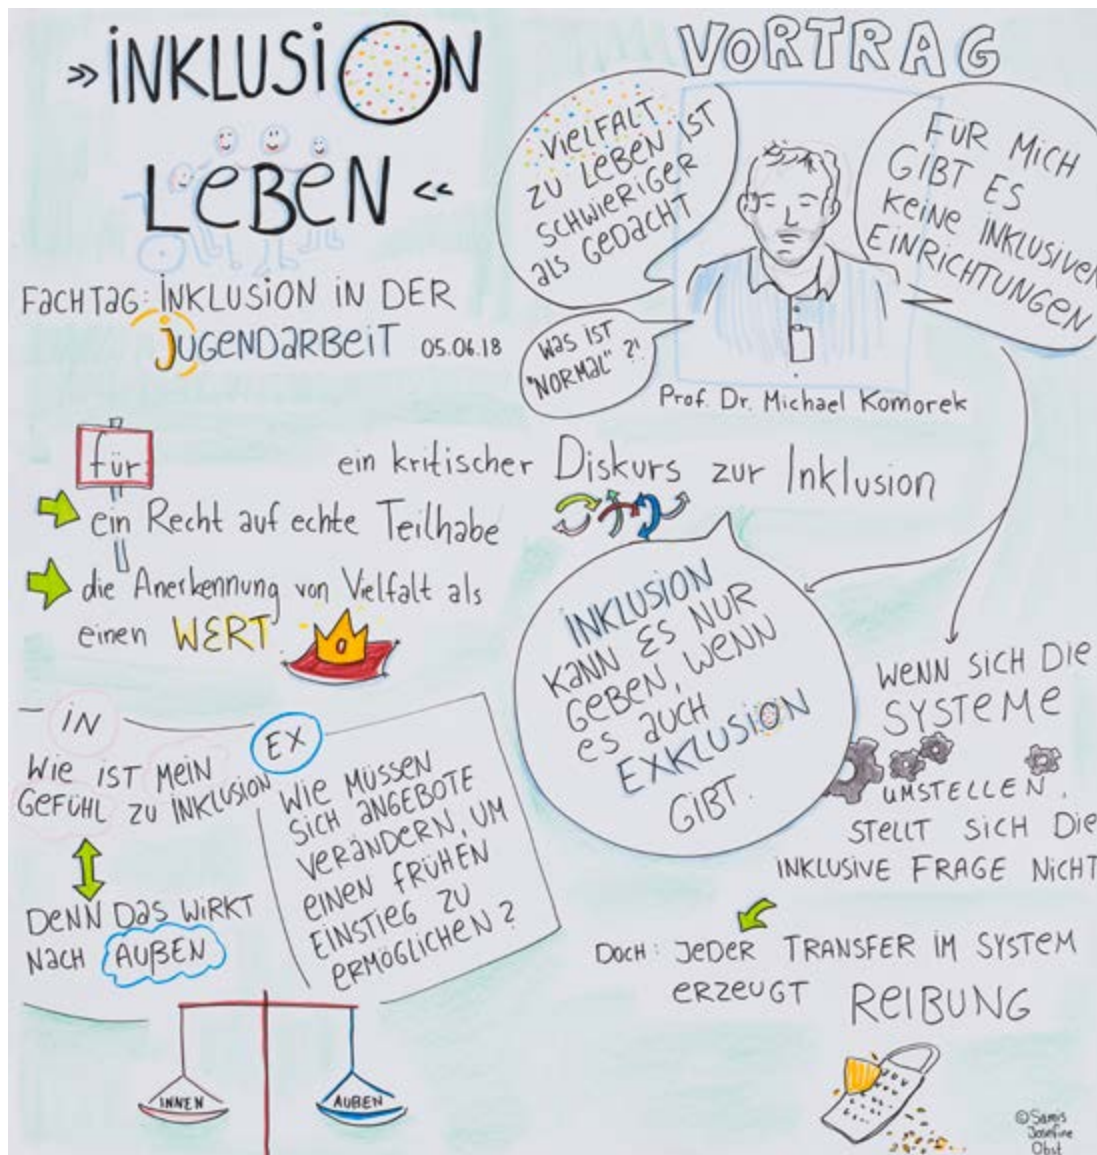 »INKLUSION
LEBEN«
FACHTAG: INKLUSION IN DER
JUGENDARBEIT 05.06.18
VORTRAG
VIELFALT
ZU LEBEN IST
SCHWIERIGER
ALS GEDACHT
FÜR MICH
GIBT ES
KEINE INKLUSIVEN
EINRICHTUNGEN
WAS IST
"NORMAL"?!
Prof. Dr. Michael Komorek
ein kritischer Diskurs zur Inklusion
für
ein Recht auf echte Teilhabe
die Anerkennung von Vielfalt als
einen WERT.
INKLUSION
KANN ES NUR
GEBEN, WENN
ES AUCH
EXKLUSION
GIBT.
WENN SICH DIE
SYSTEME
UMSTELLEN,
STELLT SICH DIE
INKLUSIVE FRAGE NICHT
DOCH: JEDER TRANSFER IM SYSTEM
ERZEUGT REIBUNG
IN
WIE IST MEIN
GEFÜHL ZU INKLUSION
DENN DAS WIRKT
NACH AUßEN
EX
WIE MÜSSEN
SICH ANGEBOTE
VERÄNDERN, UM
EINEN FRÜHEN
EINSTIEG ZU
ERMÖGLICHEN?
INNEN
AUßEN
©Samis
Josefine
Obst